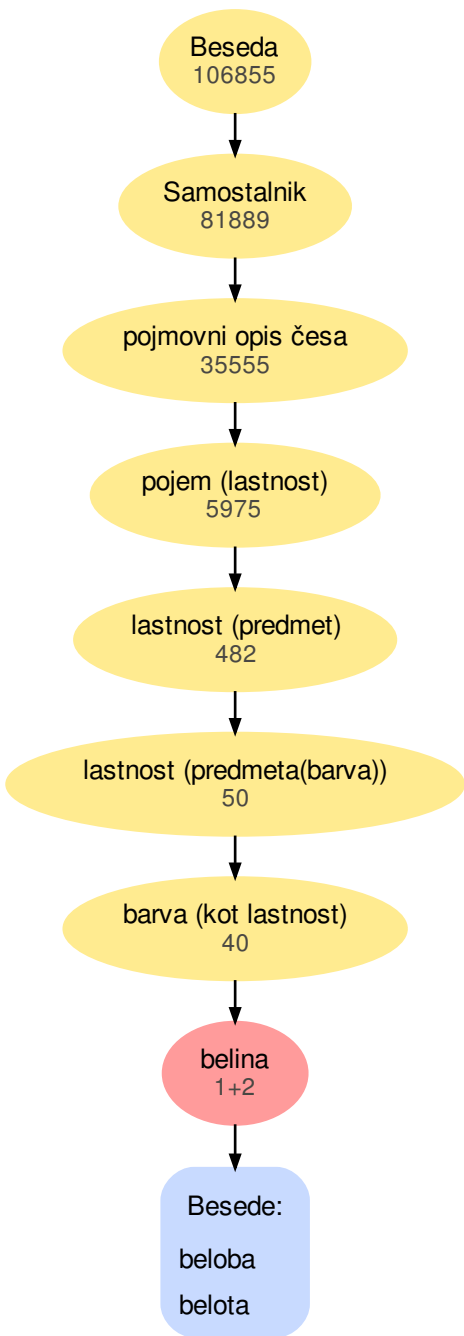 Beseda
106855
Samostalnik
81889
pojmovni opis česa
35555
pojem (lastnost)
5975
lastnost (predmet)
482
lastnost (predmeta(barva))
50
barva (kot lastnost)
40
belina
1+2
Besede:
beloba
belota